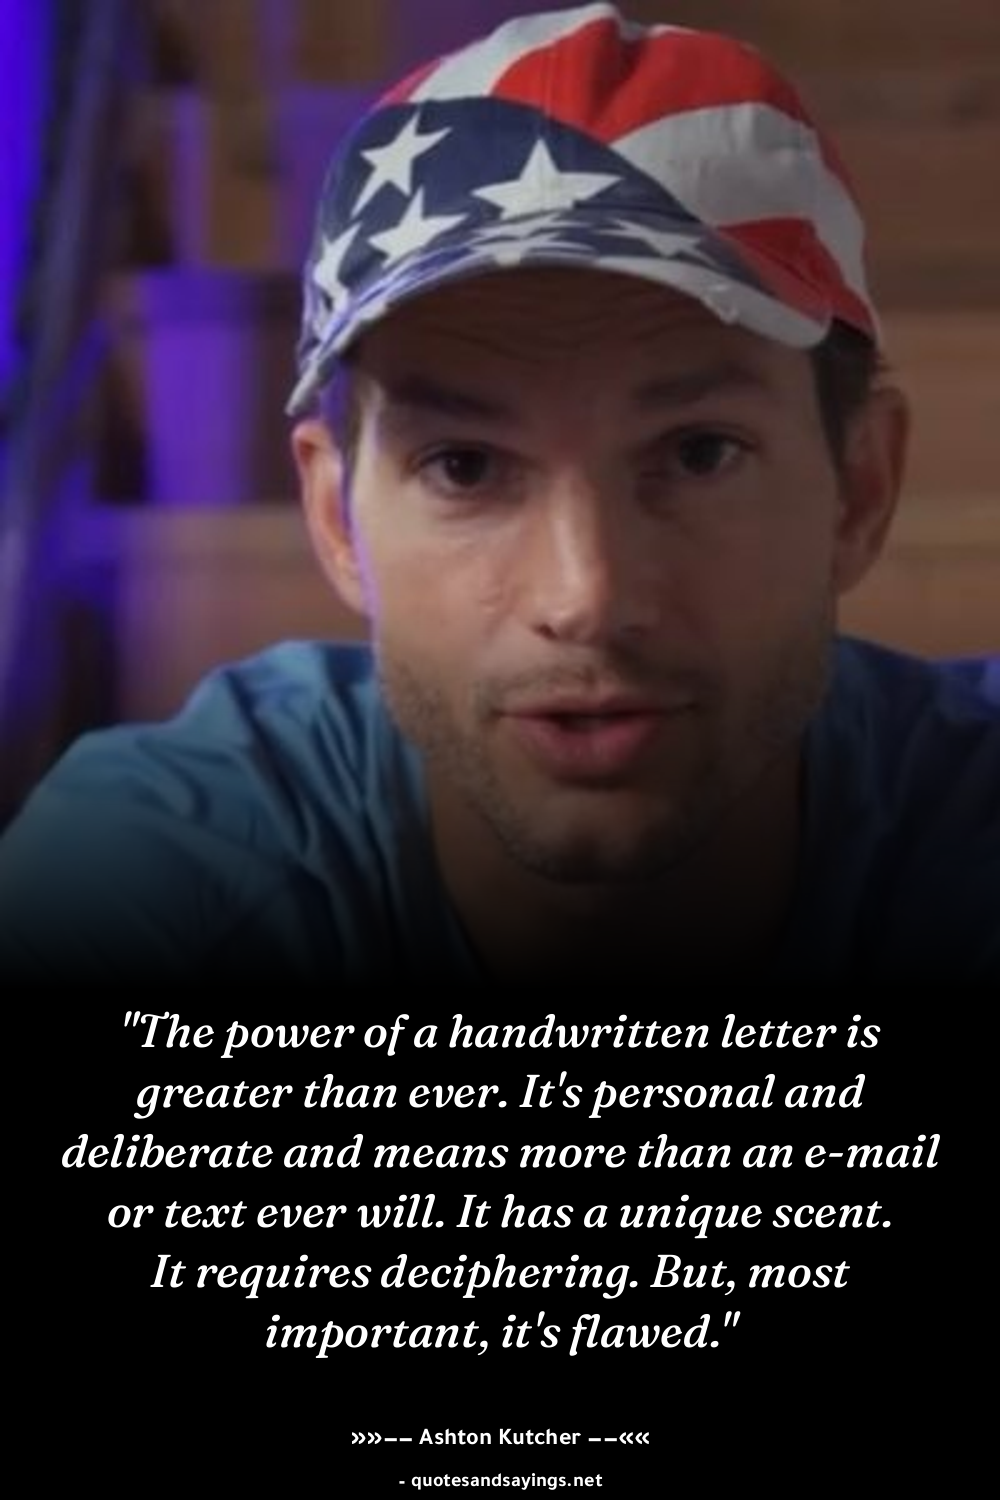 "The power of a handwritten letter is
greater than ever. It's personal and
deliberate and means more than an e-mail
or text ever will. It has a unique scent.
It requires deciphering. But, most
important, it's flawed."
»»–– Ashton Kutcher ––««
- quotesandsayings.net